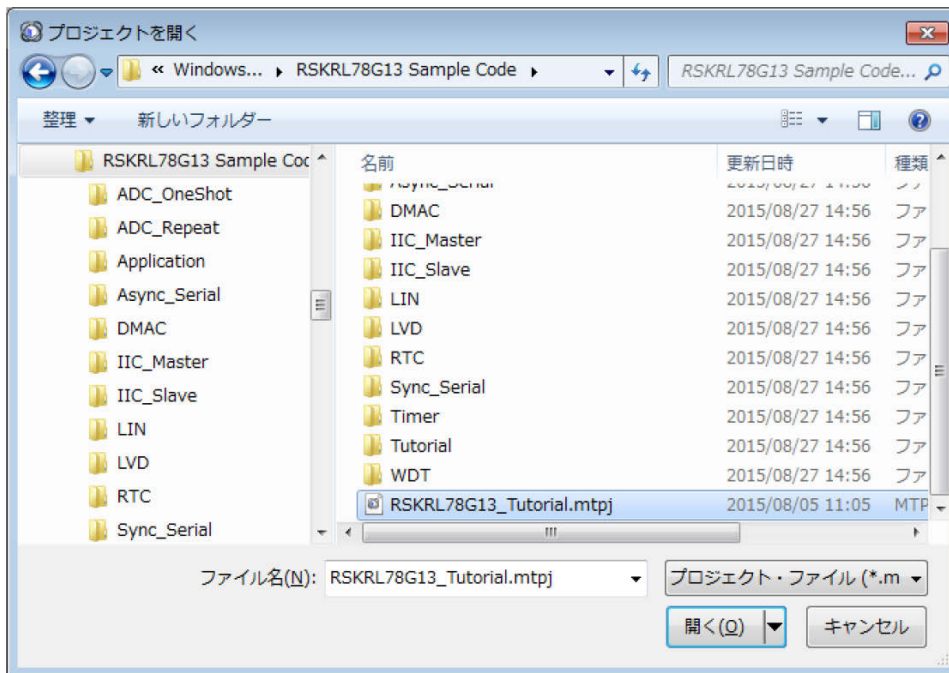 プロジェクトを開く
« Windows... ▸ RSKRL78G13 Sample Code ▸
RSKRL78G13 Sample Code...
整理 新しいフォルダー
RSKRL78G13 Sample Coc
ADC_OneShot
ADC_Repeat
Application
Async_Serial
DMAC
IIC_Master
IIC_Slave
LIN
LVD
RTC
Sync_Serial
名前 更新日時 種類
Async_Serial 2015/08/27 14:56 ファ
DMAC 2015/08/27 14:56 ファ
IIC_Master 2015/08/27 14:56 ファ
IIC_Slave 2015/08/27 14:56 ファ
LIN 2015/08/27 14:56 ファ
LVD 2015/08/27 14:56 ファ
RTC 2015/08/27 14:56 ファ
Sync_Serial 2015/08/27 14:56 ファ
Timer 2015/08/27 14:56 ファ
Tutorial 2015/08/27 14:56 ファ
WDT 2015/08/27 14:56 ファ
RSKRL78G13_Tutorial.mtpj 2015/08/05 11:05 MTP
ファイル名(N): RSKRL78G13_Tutorial.mtpj
プロジェクト・ファイル (*.m
開く(O) キャンセル